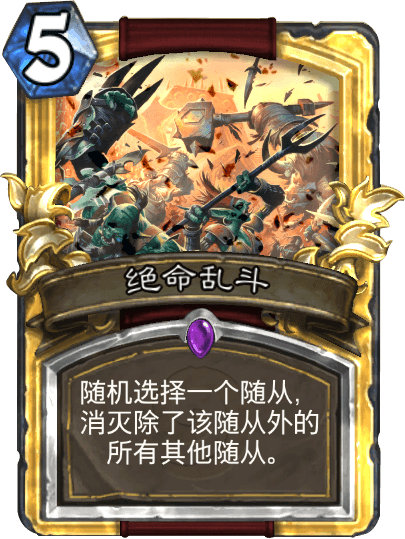 5
绝命乱斗
随机选择一个随从，
消灭除了该随从外的
所有其他随从。